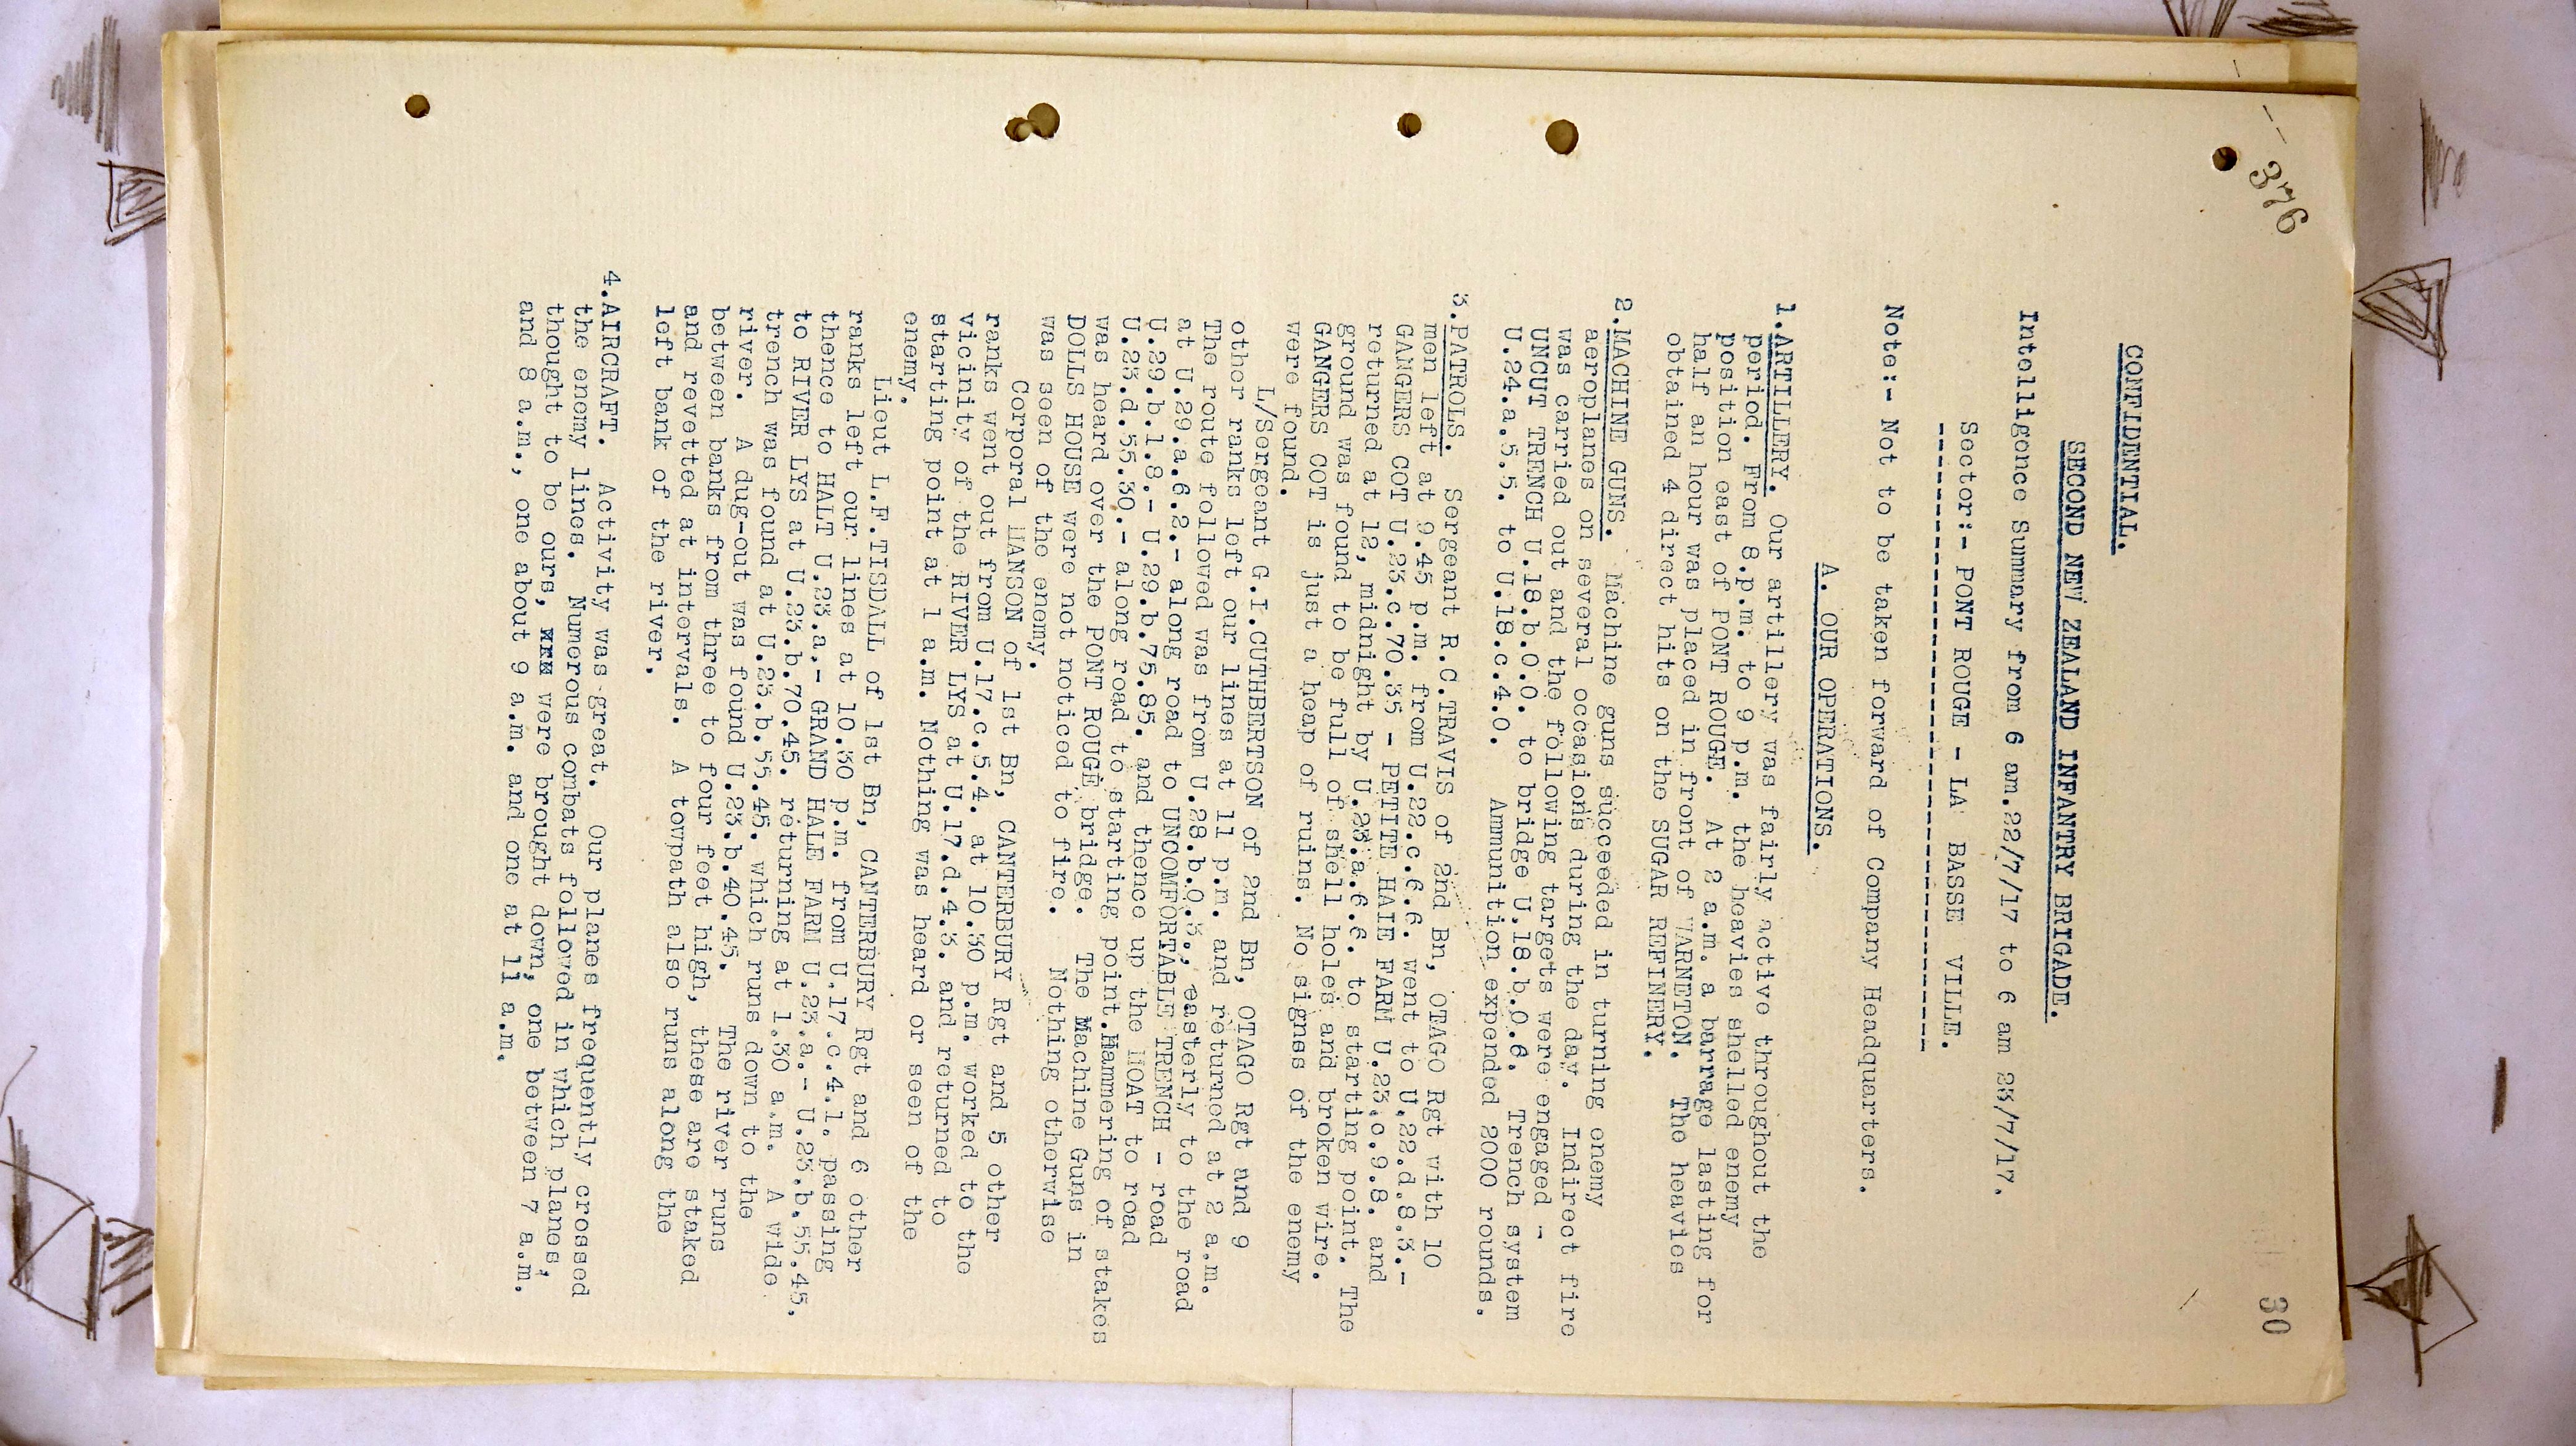 376
30
CONFIDENTIAL.
SECOND NEW ZEALAND INFANTRY BRIGADE.
Intelligence Summary from 6 am.22/7/17 to 6 am 23/7/17.
Sector:- PONT ROUGE - LA BASSE VILLE.
Note:- Not to be taken forward of Company Headquarters.
A. OUR OPERATIONS.
1.ARTILLERY. Our artillery was fairly active throughout the
period. From 8.p.m. to 9 p.m. the heavies shelled enemy
position east of PONT ROUGE. At 2 a.m. a barrage lasting for
half an hour was placed in front of WARNETON. The heavies
obtained 4 direct hits on the SUGAR REFINERY.
2.MACHINE GUNS. Machine guns succeeded in turning enemy
aeroplanes on several occasions during the day. Indirect fire
was carried out and the following targets were engaged -
UNCUT TRENCH U.18.b.0.0. to bridge U.18.b.0.6. Trench system
U.24.a.5.5. to U.18.c.4.0. Ammunition expended 2000 rounds.
3.PATROLS. Sergeant R.C.TRAVIS of 2nd Bn, OTAGO Rgt with 10
men left at 9.45 p.m. from U.22.c.6.6. went to U.22.d.8.3.-
GANGERS COT U.23.c.70.35 - PETITE HAIE FARM U.23.c.9.8. and
returned at 12, midnight by U.23.a.6.6. to starting point. The
ground was found to be full of shell holes and broken wire.
GANGERS COT is just a heap of ruins. No signs of the enemy
were found.
L/Sergeant G.I.CUTHBERTSON of 2nd Bn, OTAGO Rgt and 9
other ranks left our lines at 11 p.m. and returned at 2 a.m.
The route followed was from U.28.b.0.3., easterly to the road
at U.29.a.6.2.- along road to UNCOMFORTABLE TRENCH - road
U.29.b.1.8.- U.29.b.75.85. and thence up the MOAT to road
U.23.d.55.30.- along road to starting point.Hammering of stakes
was heard over the PONT ROUGE bridge. The Machine Guns in
DOLLS HOUSE were not noticed to fire. Nothing otherwise
was seen of the enemy.
Corporal MANSON of 1st Bn, CANTERBURY Rgt and 5 other
ranks went out from U.17.c.5.4. at 10.30 p.m. worked to the
vicinity of the RIVER LYS at U.17.d.4.3. and returned to
starting point at 1 a.m. Nothing was heard or seen of the
enemy.
Lieut L.F.TISDALL of 1st Bn, CANTERBURY Rgt and 6 other
ranks left our lines at 10.30 p.m. from U.17.c.4.1. passing
thence to HALT U.23.a.- GRAND HALE FARM U.23.a.- U.23.b.55.45.
to RIVER LYS at U.23.b.70.45. returning at 1.30 a.m. A wide
trench was found at U.23.b.55.45. which runs down to the
river. A dug-out was found U.23.b.40.45. The river runs
between banks from three to four feet high, these are staked
and revetted at intervals. A towpath also runs along the
left bank of the river.
4.AIRCRAFT. Activity was great. Our planes frequently crossed
the enemy lines. Numerous combats followed in which planes,
thought to be ours, were brought down, one between 7 a.m.
and 8 a.m., one about 9 a.m. and one at 11 a.m.